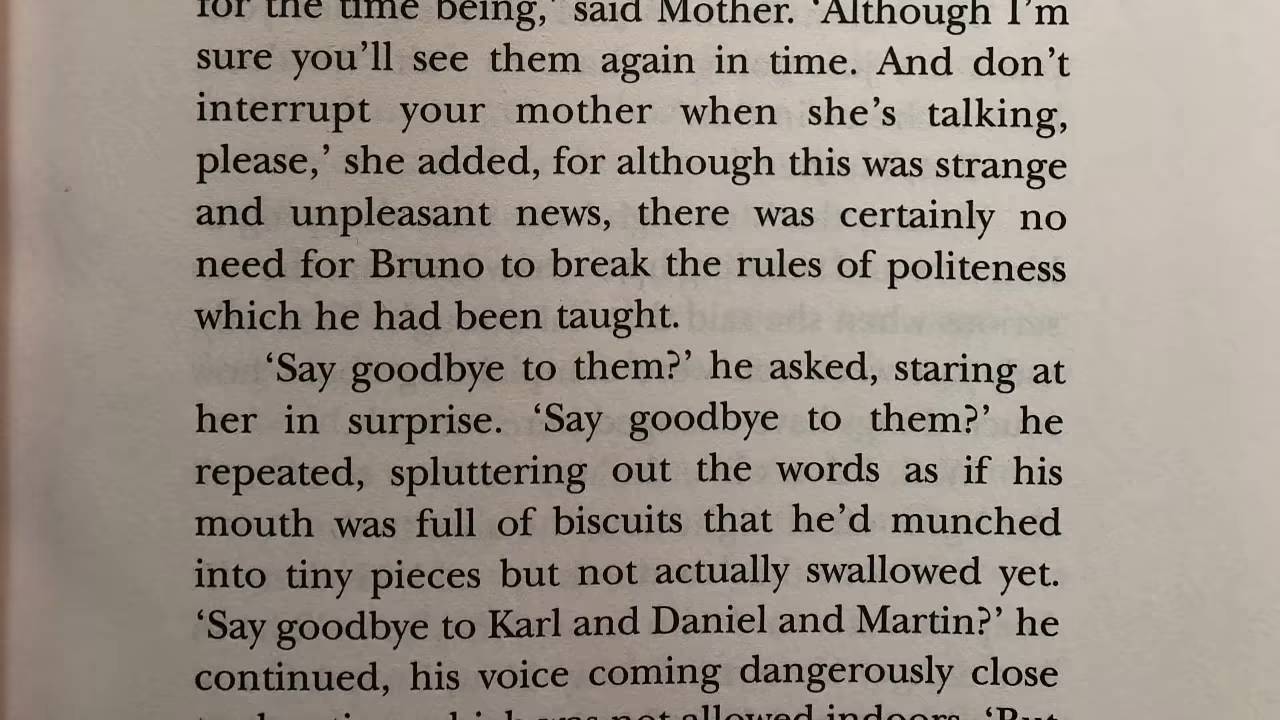 for the time being,’ said Mother. ‘Although I’m
sure you’ll see them again in time. And don’t
interrupt your mother when she’s talking,
please,’ she added, for although this was strange
and unpleasant news, there was certainly no
need for Bruno to break the rules of politeness
which he had been taught.
‘Say goodbye to them?’ he asked, staring at
her in surprise. ‘Say goodbye to them?’ he
repeated, spluttering out the words as if his
mouth was full of biscuits that he’d munched
into tiny pieces but not actually swallowed yet.
‘Say goodbye to Karl and Daniel and Martin?’ he
continued, his voice coming dangerously close
not allowed indoors. ‘But